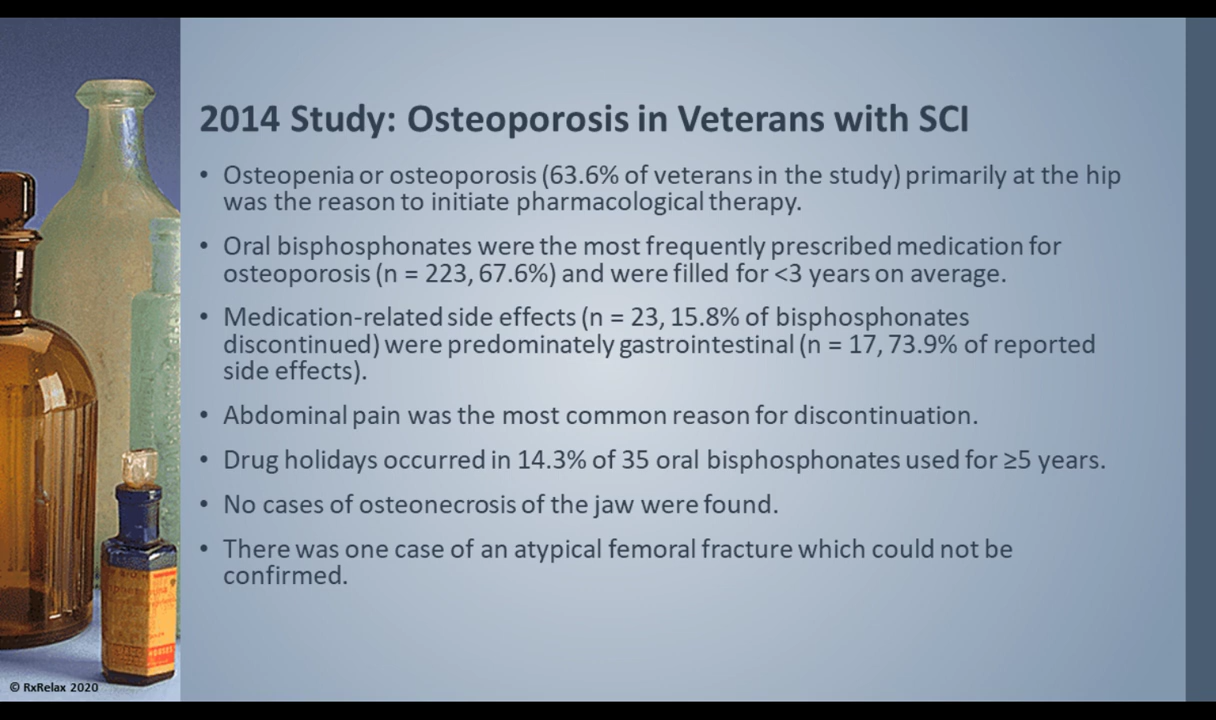 2014 Study: Osteoporosis in Veterans with SCI
• Osteopenia or osteoporosis (63.6% of veterans in the study) primarily at the hip
was the reason to initiate pharmacological therapy.
• Oral bisphosphonates were the most frequently prescribed medication for
osteoporosis (n = 223, 67.6%) and were filled for <3 years on average.
• Medication-related side effects (n = 23, 15.8% of bisphosphonates
discontinued) were predominately gastrointestinal (n = 17, 73.9% of reported
side effects).
• Abdominal pain was the most common reason for discontinuation.
• Drug holidays occurred in 14.3% of 35 oral bisphosphonates used for ≥5 years.
• No cases of osteonecrosis of the jaw were found.
• There was one case of an atypical femoral fracture which could not be
confirmed.
© RxRelax 2020